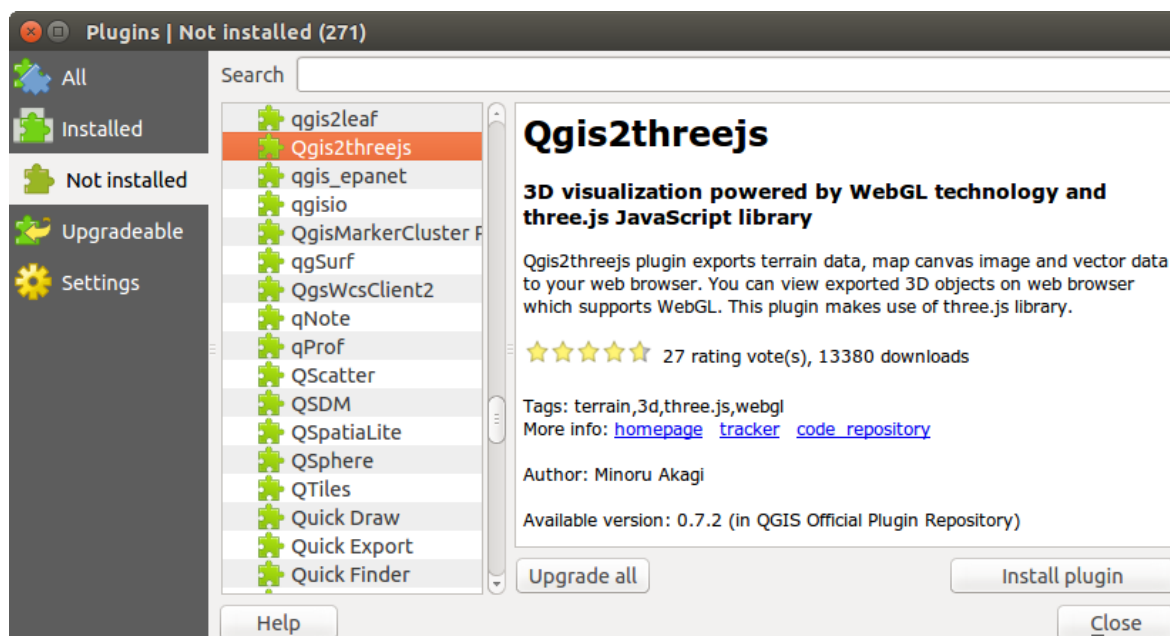 Plugins | Not installed (271)
All
Installed
Not installed
Upgradeable
Settings
Search
qgis2leaf
Qgis2threejs
qgis_epanet
qgisio
QgisMarkerCluster
qgSurf
QgsWcsClient2
qNote
qProf
QScatter
QSDM
QSpatiaLite
QSphere
QTiles
Quick Draw
Quick Export
Quick Finder
Qgis2threejs
3D visualization powered by WebGL technology and
three.js JavaScript library
Qgis2threejs plugin exports terrain data, map canvas image and vector data
to your web browser. You can view exported 3D objects on web browser
which supports WebGL. This plugin makes use of three.js library.
27 rating vote(s), 13380 downloads
Tags: terrain,3d,three.js,webgl
More info: homepage tracker code repository
Author: Minoru Akagi
Available version: 0.7.2 (in QGIS Official Plugin Repository)
Upgrade all
Install plugin
Help
Close